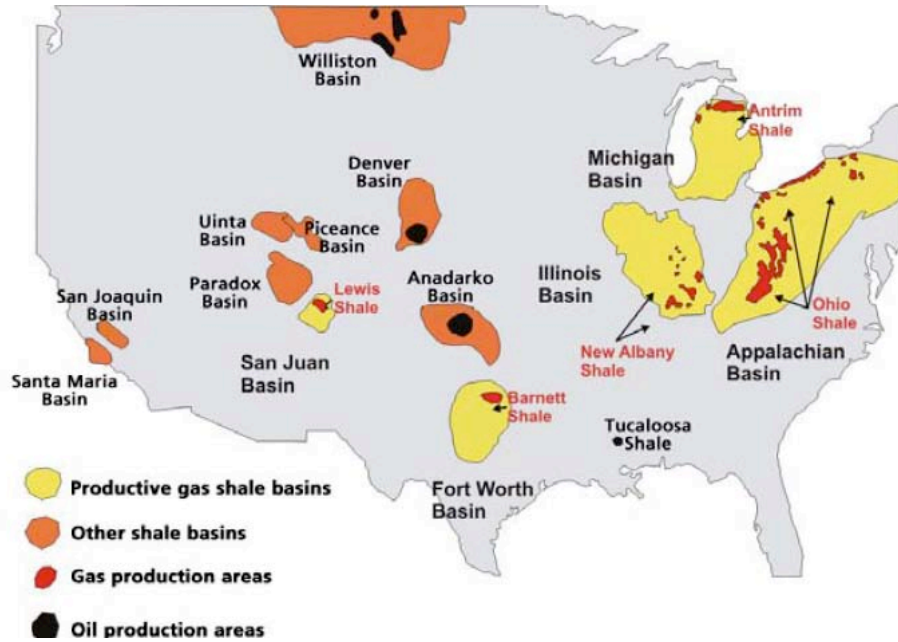 Williston
Basin
Antrim
Shale
Michigan
Basin
Denver
Basin
Uinta
Basin
Piceance
Basin
Paradox
Basin
Lewis
Shale
Anadarko
Basin
Illinois
Basin
San Joaquin
Basin
Santa Maria
Basin
San Juan
Basin
New Albany
Shale
Ohio
Shale
Appalachian
Basin
Barnett
Shale
Tucaloosa
Shale
Fort Worth
Basin
Productive gas shale basins
Other shale basins
Gas production areas
Oil production areas